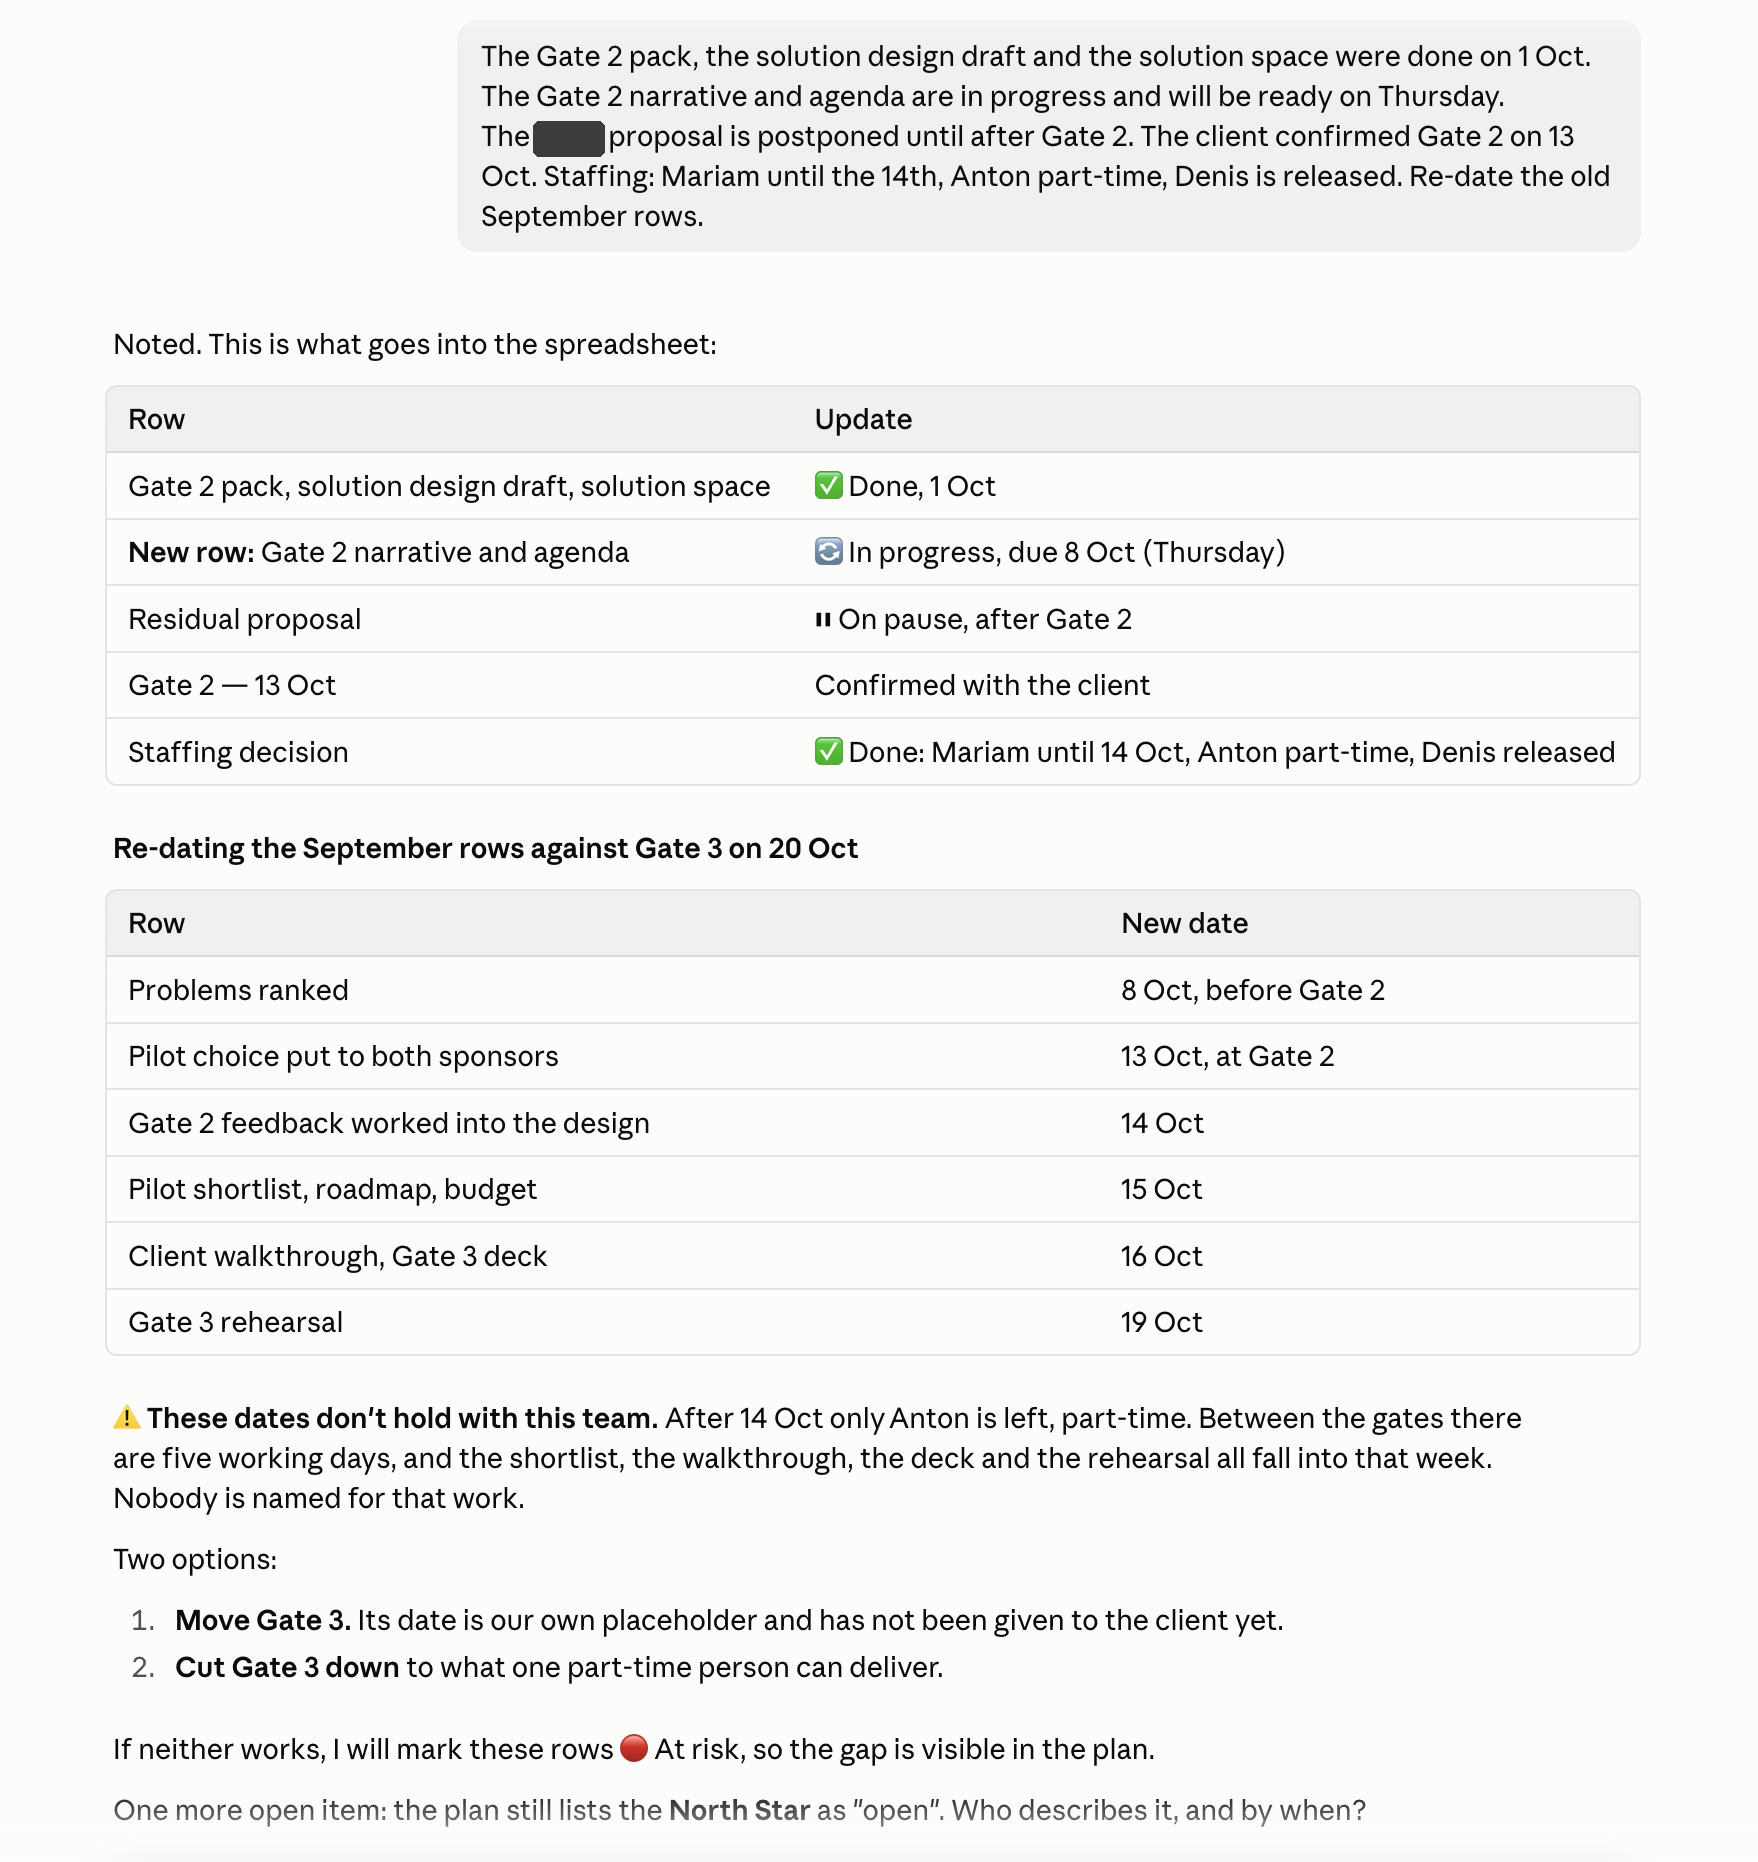 The Gate 2 pack, the solution design draft and the solution space were done on 1 Oct.
The Gate 2 narrative and agenda are in progress and will be ready on Thursday.
The proposal is postponed until after Gate 2. The client confirmed Gate 2 on 13
Oct. Staffing: Mariam until the 14th, Anton part-time, Denis is released. Re-date the old
September rows.
Noted. This is what goes into the spreadsheet:
Row Update
Gate 2 pack, solution design draft, solution space ✅ Done, 1 Oct
New row: Gate 2 narrative and agenda 🔄 In progress, due 8 Oct (Thursday)
Residual proposal ⏸ On pause, after Gate 2
Gate 2 — 13 Oct Confirmed with the client
Staffing decision ✅ Done: Mariam until 14 Oct, Anton part-time, Denis released
Re-dating the September rows against Gate 3 on 20 Oct
Row New date
Problems ranked 8 Oct, before Gate 2
Pilot choice put to both sponsors 13 Oct, at Gate 2
Gate 2 feedback worked into the design 14 Oct
Pilot shortlist, roadmap, budget 15 Oct
Client walkthrough, Gate 3 deck 16 Oct
Gate 3 rehearsal 19 Oct
⚠️ These dates don't hold with this team. After 14 Oct only Anton is left, part-time. Between the gates there
are five working days, and the shortlist, the walkthrough, the deck and the rehearsal all fall into that week.
Nobody is named for that work.
Two options:
1. Move Gate 3. Its date is our own placeholder and has not been given to the client yet.
2. Cut Gate 3 down to what one part-time person can deliver.
If neither works, I will mark these rows 🔴 At risk, so the gap is visible in the plan.
One more open item: the plan still lists the North Star as "open". Who describes it, and by when?